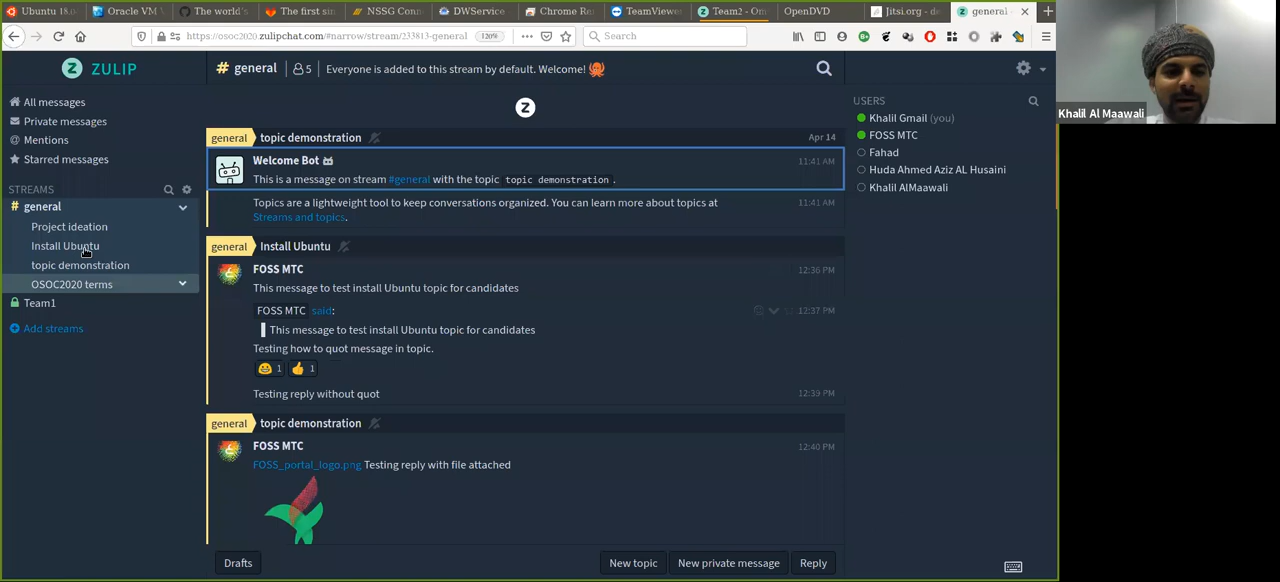 Ubuntu 18.0
Oracle VM
The world's
The first sin
NSSG Conn
DWService
Chrome Re
TeamViewer
Team2 - Om
OpenDVD
Jitsi.org - de
general -
https://osoc2020.zulipchat.com/#narrow/stream/233813-general
120%
Search
ZULIP
# general
5
Everyone is added to this stream by default. Welcome!
All messages
Private messages
Mentions
Starred messages
STREAMS
# general
Project ideation
Install Ubuntu
topic demonstration
OSOC2020 terms
Team1
Add streams
general
topic demonstration
Apr 14
Welcome Bot
11:41 AM
This is a message on stream #general with the topic topic demonstration.
Topics are a lightweight tool to keep conversations organized. You can learn more about topics at
11:41 AM
Streams and topics.
general
Install Ubuntu
FOSS MTC
12:36 PM
This message to test install Ubuntu topic for candidates
FOSS MTC said:
12:37 PM
This message to test install Ubuntu topic for candidates
Testing how to quot message in topic.
1
1
Testing reply without quot
12:39 PM
general
topic demonstration
FOSS MTC
12:40 PM
FOSS_portal_logo.png Testing reply with file attached
Drafts
New topic
New private message
Reply
USERS
Khalil Gmail (you)
FOSS MTC
Fahad
Huda Ahmed Aziz AL Husaini
Khalil AlMaawali
Khalil Al Maawali